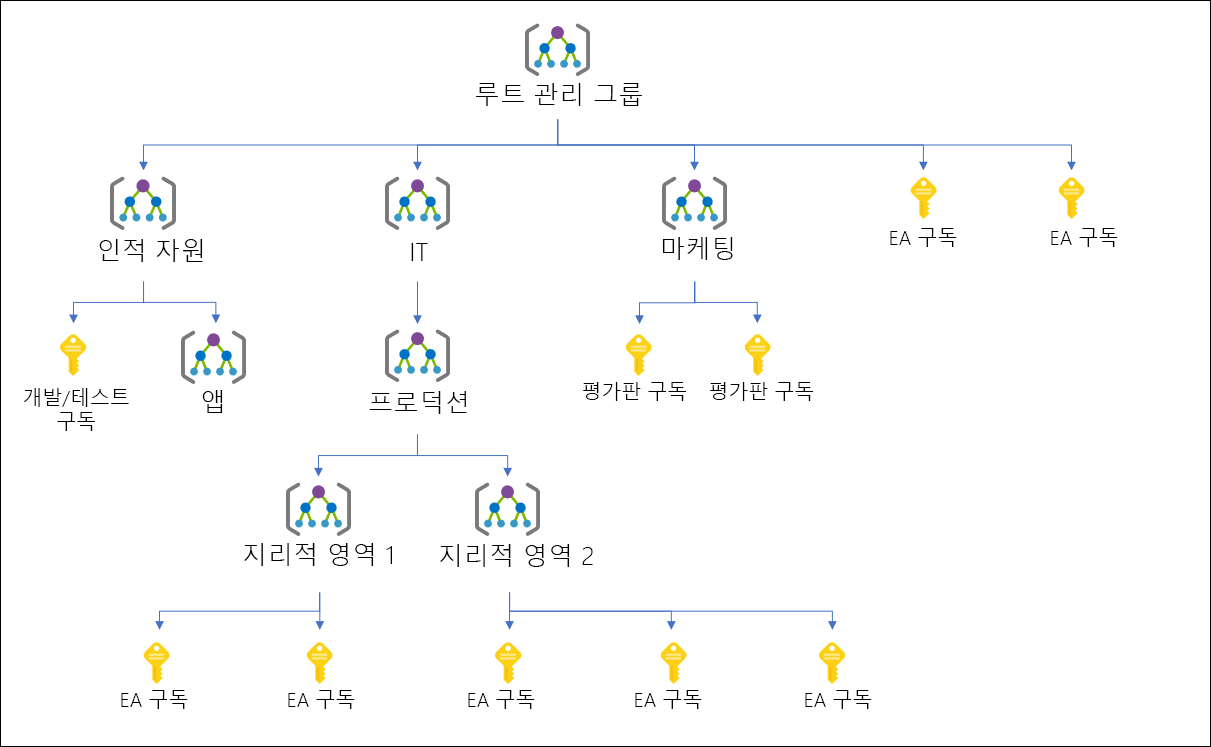 루트 관리 그룹
인적 자원
IT
마케팅
EA 구독
EA 구독
개발/테스트
구독
앱
프로덕션
평가판 구독
평가판 구독
지리적 영역 1
지리적 영역 2
EA 구독
EA 구독
EA 구독
EA 구독
EA 구독